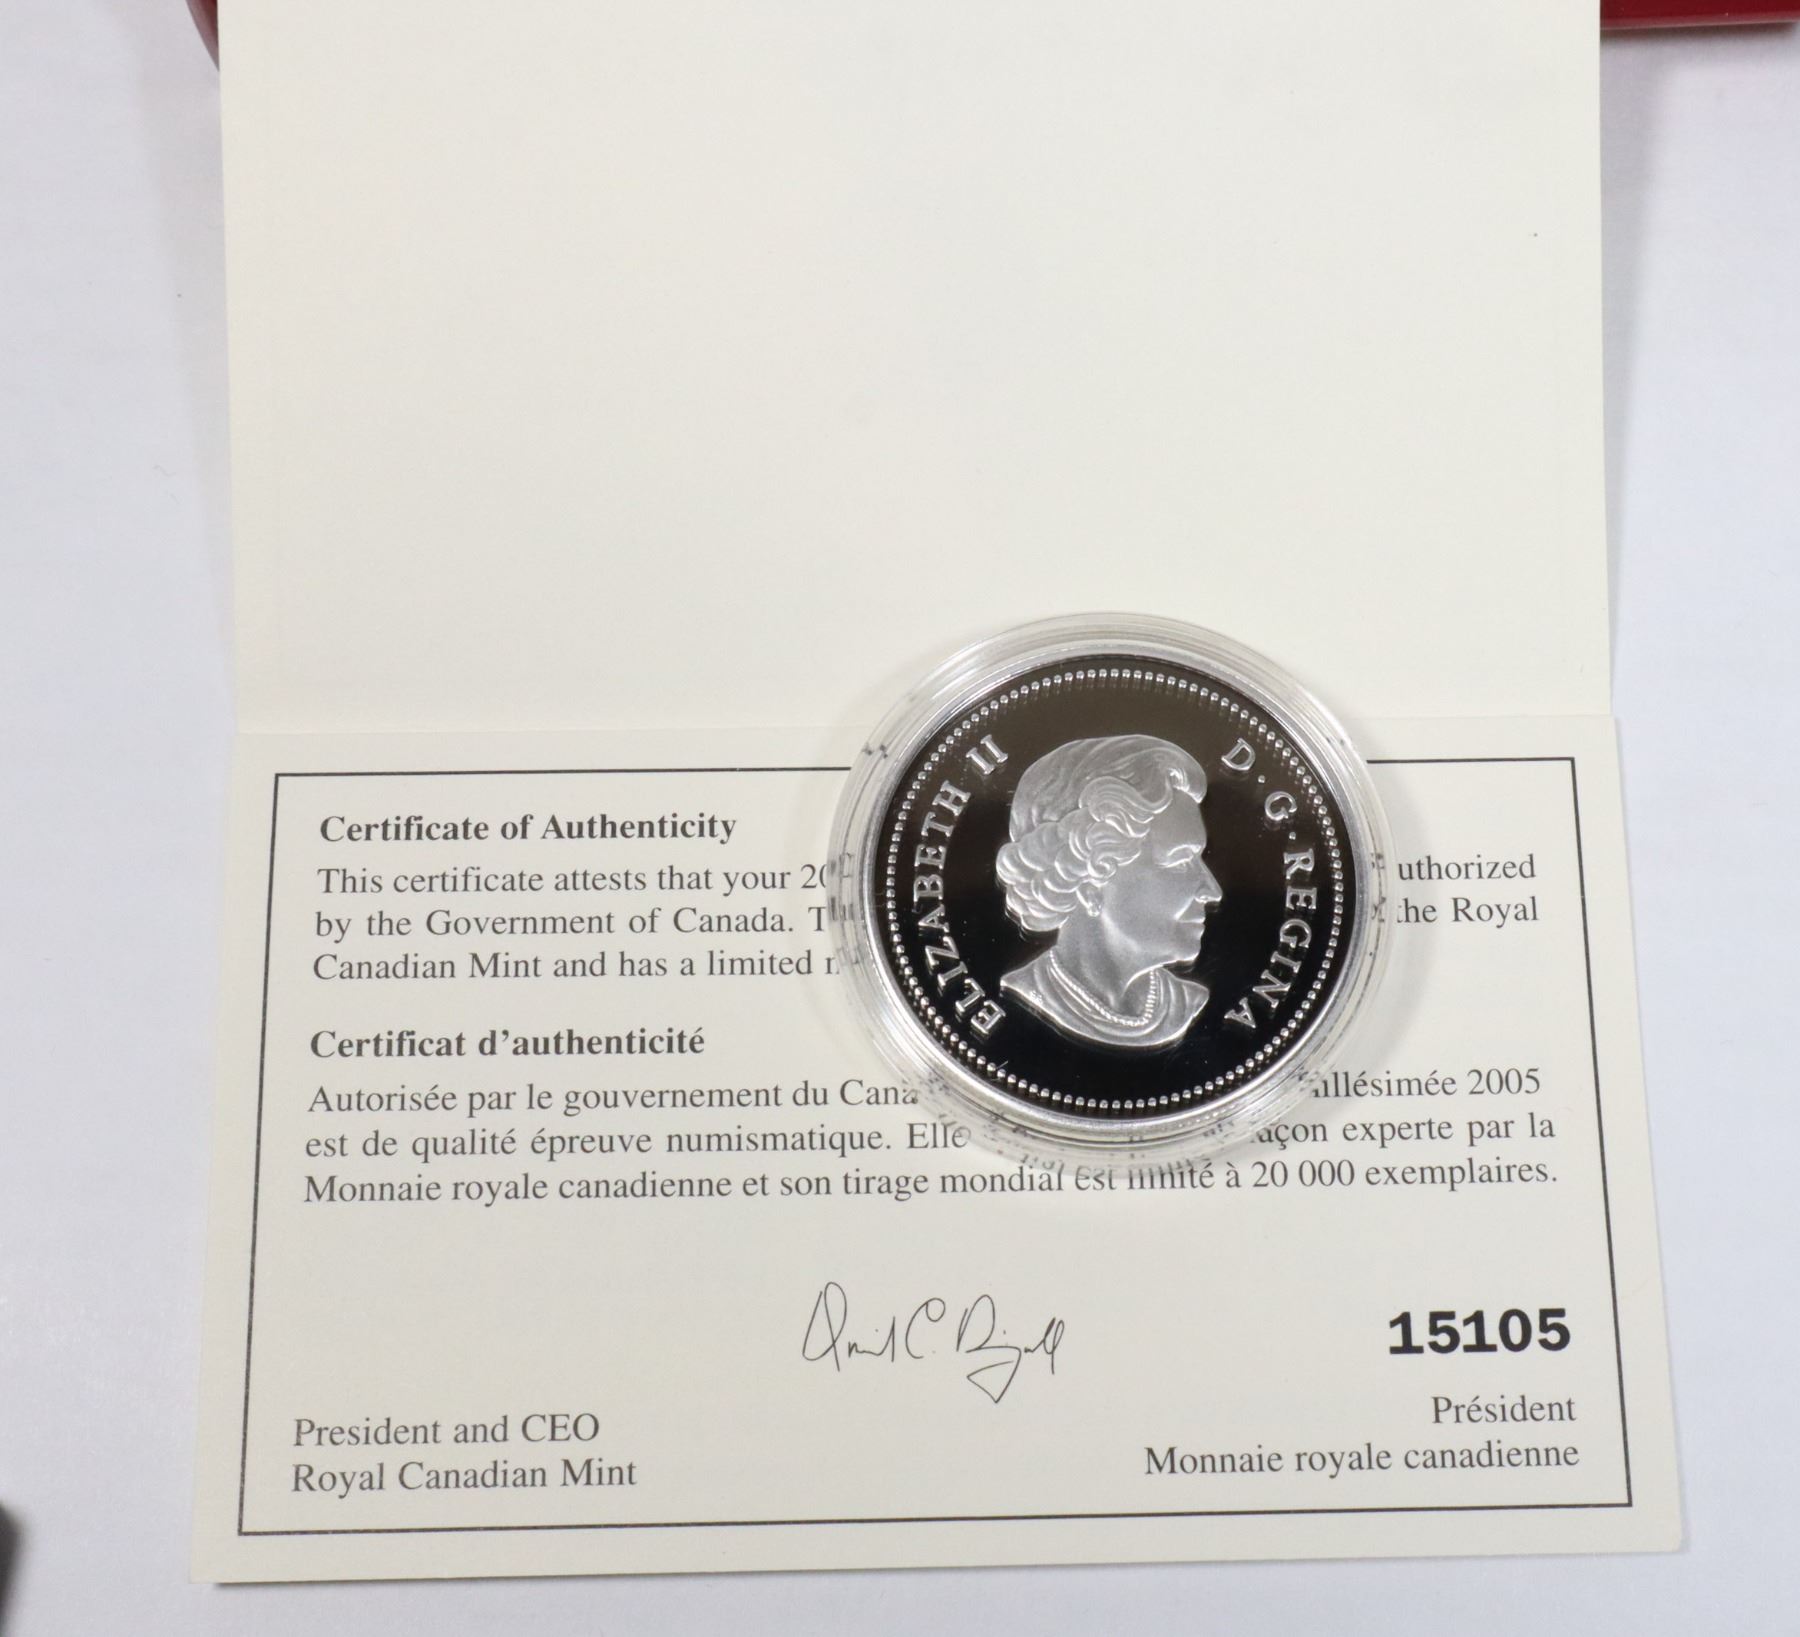 ELIZABETH II
D. G. REGINA
Certificate of Authenticity
This certificate attests that your uthorized
by the Government of Canada. the Royal
Canadian Mint and has a limited
Certificat d'authenticité
Autorisée par le gouvernement du Cana illésimée 2005
est de qualité épreuve numismatique. Elle açon experte par la
Monnaie royale canadienne et son tirage mondial est limité à 20 000 exemplaires.
15105
President and CEO
Royal Canadian Mint
Président
Monnaie royale canadienne